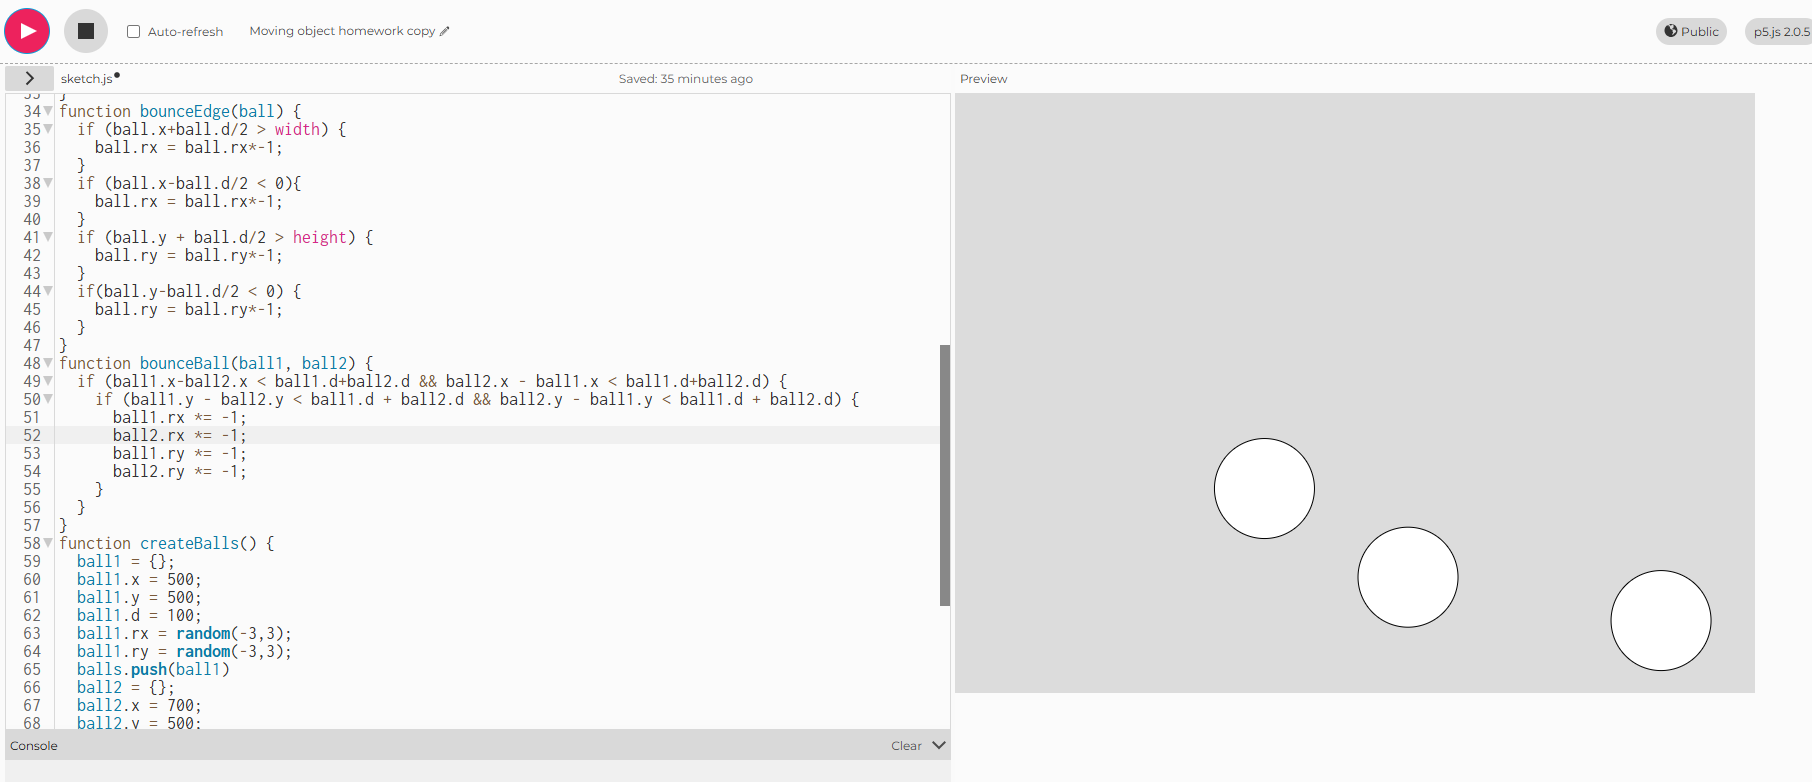 Auto-refresh
Moving object homework copy
Public
p5.js 2.0.5
sketch.js
Saved: 35 minutes ago
Preview
33 }
34 function bounceEdge(ball) {
35 if (ball.x+ball.d/2 > width) {
36 ball.rx = ball.rx*-1;
37 }
38 if (ball.x-ball.d/2 < 0){
39 ball.rx = ball.rx*-1;
40 }
41 if (ball.y + ball.d/2 > height) {
42 ball.ry = ball.ry*-1;
43 }
44 if(ball.y-ball.d/2 < 0) {
45 ball.ry = ball.ry*-1;
46 }
47 }
48 function bounceBall(ball1, ball2) {
49 if (ball1.x-ball2.x < ball1.d+ball2.d && ball2.x - ball1.x < ball1.d+ball2.d) {
50 if (ball1.y - ball2.y < ball1.d + ball2.d && ball2.y - ball1.y < ball1.d + ball2.d) {
51 ball1.rx *= -1;
52 ball2.rx *= -1;
53 ball1.ry *= -1;
54 ball2.ry *= -1;
55 }
56 }
57 }
58 function createBalls() {
59 ball1 = {};
60 ball1.x = 500;
61 ball1.y = 500;
62 ball1.d = 100;
63 ball1.rx = random(-3,3);
64 ball1.ry = random(-3,3);
65 balls.push(ball1)
66 ball2 = {};
67 ball2.x = 700;
68 ball2.y = 500;
Console
Clear